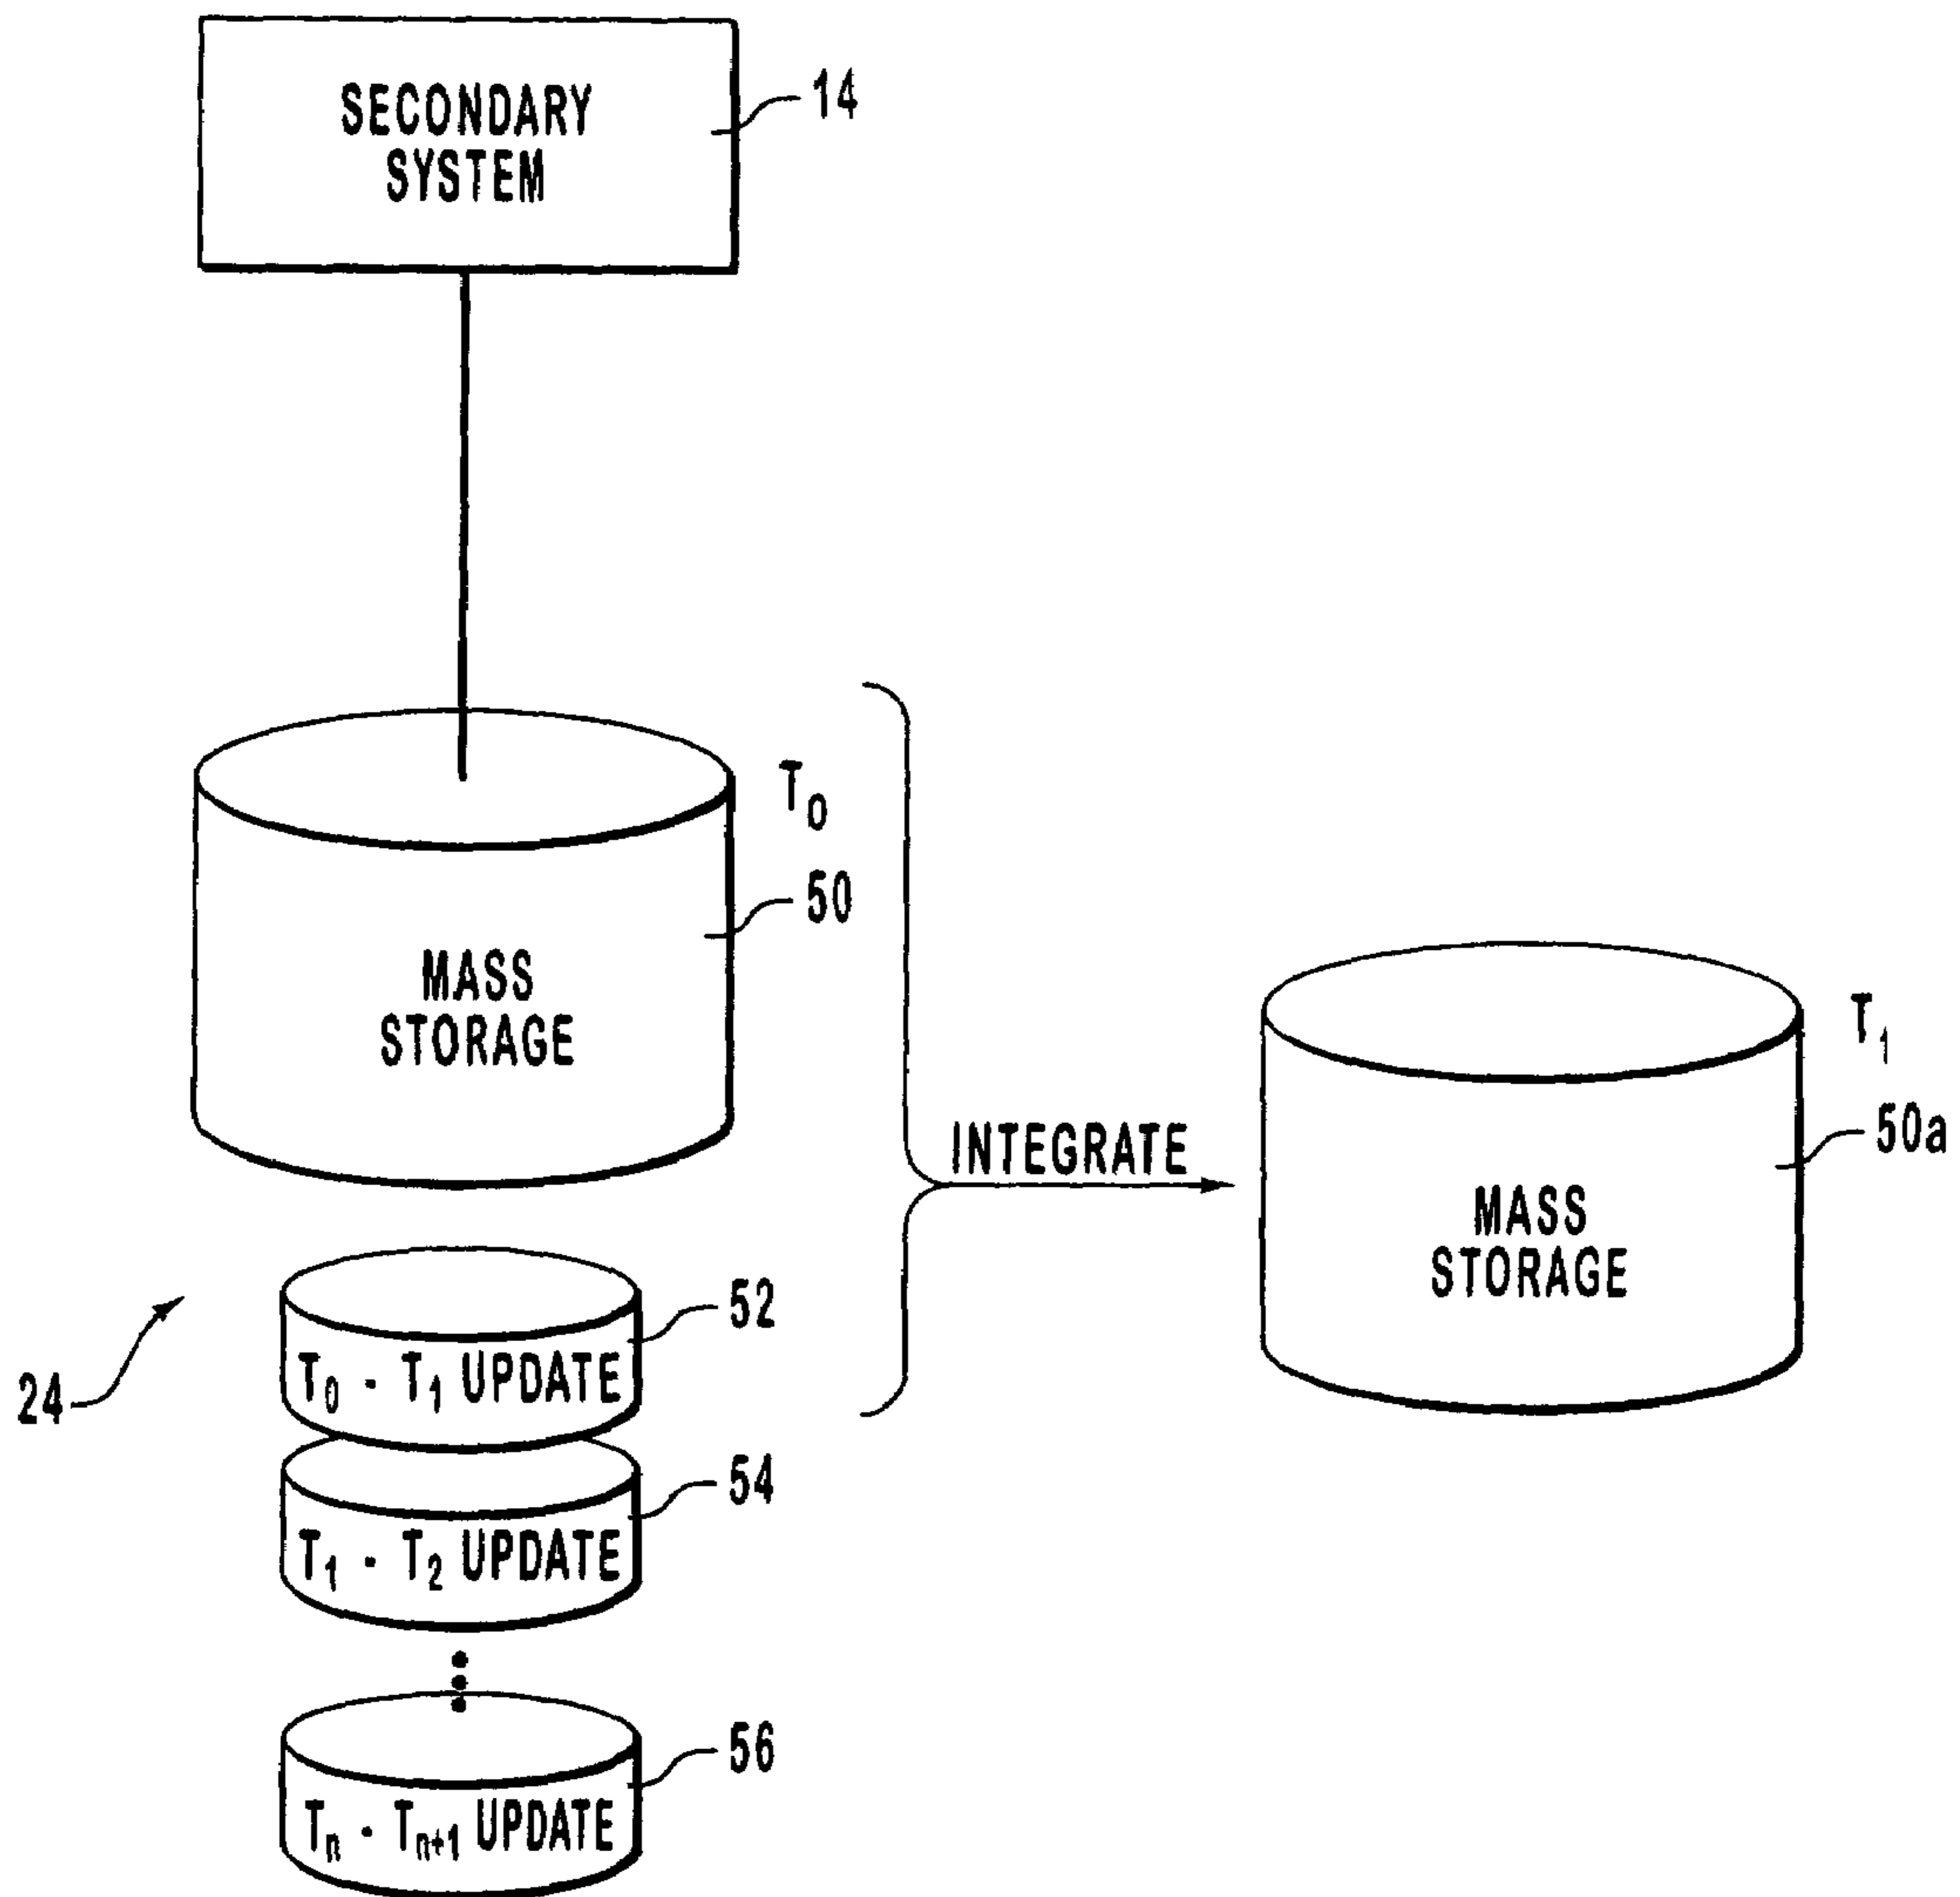 SECONDARY
SYSTEM
14
T₀
50
MASS
STORAGE
INTEGRATE
T₁
50a
MASS
STORAGE
24
52
T₀ - T₁ UPDATE
54
T₁ - T₂ UPDATE
56
Tₙ - Tₙ₊₁ UPDATE